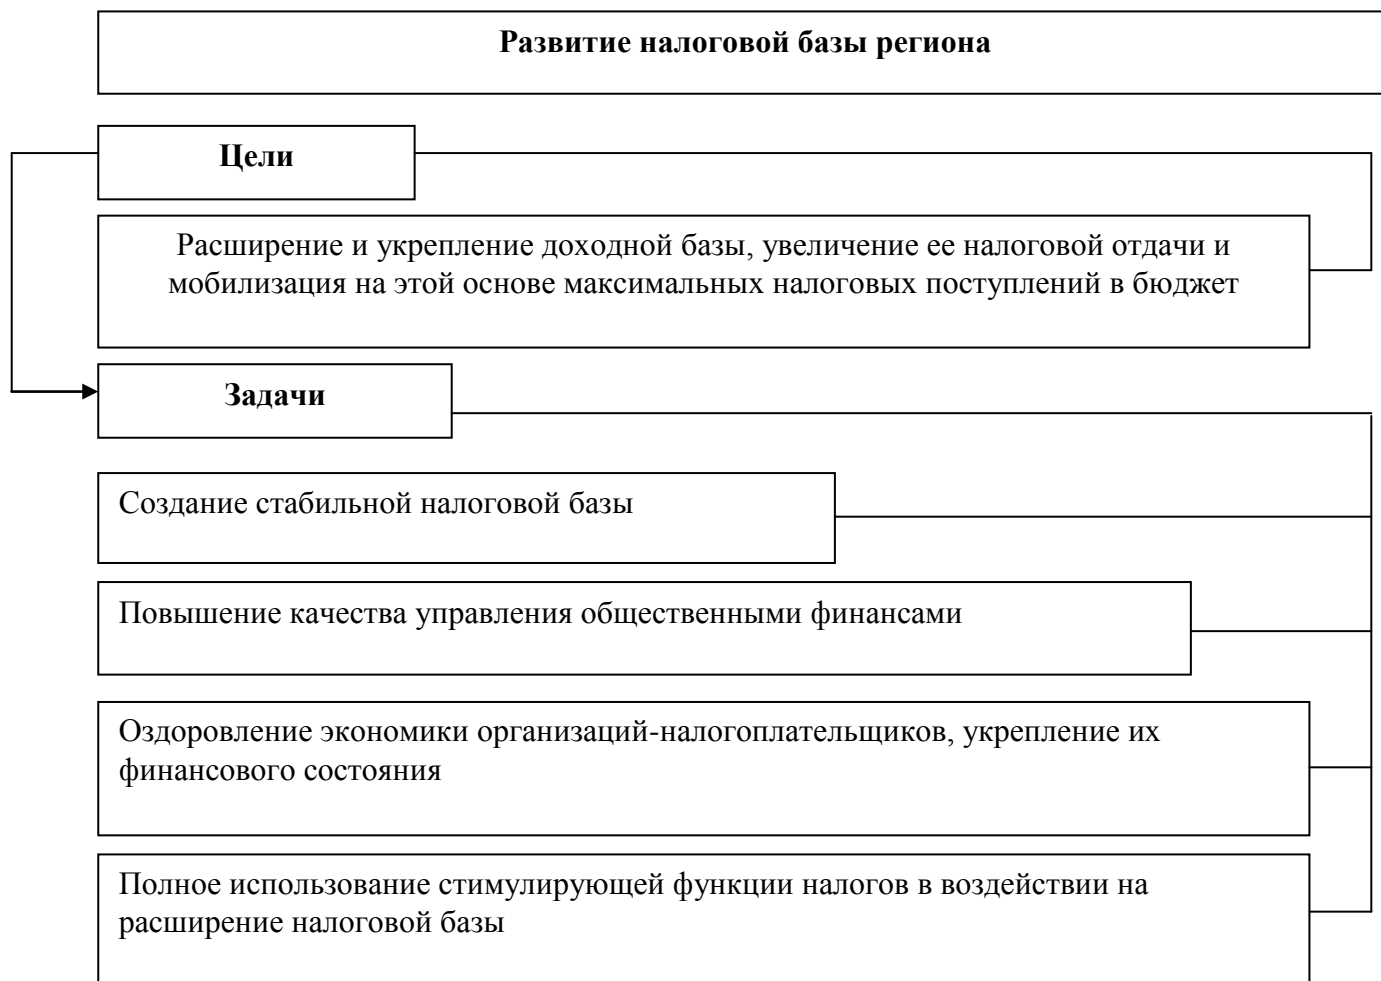 Развитие налоговой базы региона
Цели
Расширение и укрепление доходной базы, увеличение ее налоговой отдачи и
мобилизация на этой основе максимальных налоговых поступлений в бюджет
Задачи
Создание стабильной налоговой базы
Повышение качества управления общественными финансами
Оздоровление экономики организаций-налогоплательщиков, укрепление их
финансового состояния
Полное использование стимулирующей функции налогов в воздействии на
расширение налоговой базы